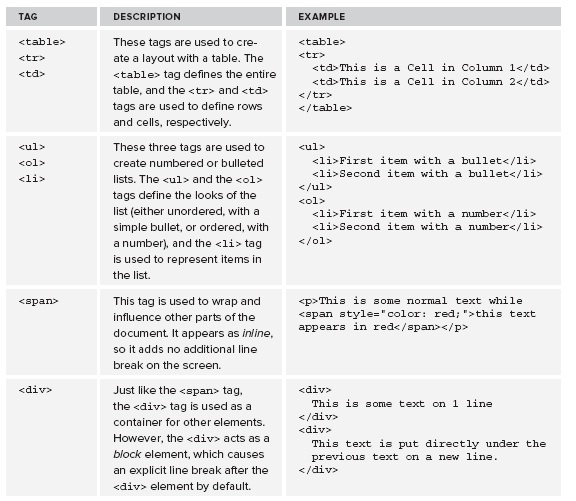 TAG DESCRIPTION EXAMPLE
<table>
<tr>
<td>
These tags are used to cre-
ate a layout with a table. The
<table> tag defines the entire
table, and the <tr> and <td>
tags are used to define rows
and cells, respectively.
<table>
<tr>
<td>This is a Cell in Column 1</td>
<td>This is a Cell in Column 2</td>
</tr>
</table>
<ul>
<ol>
<li>
These three tags are used to
create numbered or bulleted
lists. The <ul> and the <ol>
tags define the looks of the
list (either unordered, with a
simple bullet, or ordered, with
a number), and the <li> tag
is used to represent items in
the list.
<ul>
<li>First item with a bullet</li>
<li>Second item with a bullet</li>
</ul>
<ol>
<li>First item with a number</li>
<li>Second item with a number</li>
</ol>
<span>
This tag is used to wrap and
influence other parts of the
document. It appears as inline,
so it adds no additional line
break on the screen.
<p>This is some normal text while
<span style="color: red;">this text
appears in red</span></p>
<div>
Just like the <span> tag,
the <div> tag is used as a
container for other elements.
However, the <div> acts as a
block element, which causes
an explicit line break after the
<div> element by default.
<div>
This is some text on 1 line
</div>
<div>
This text is put directly under the
previous text on a new line.
</div>